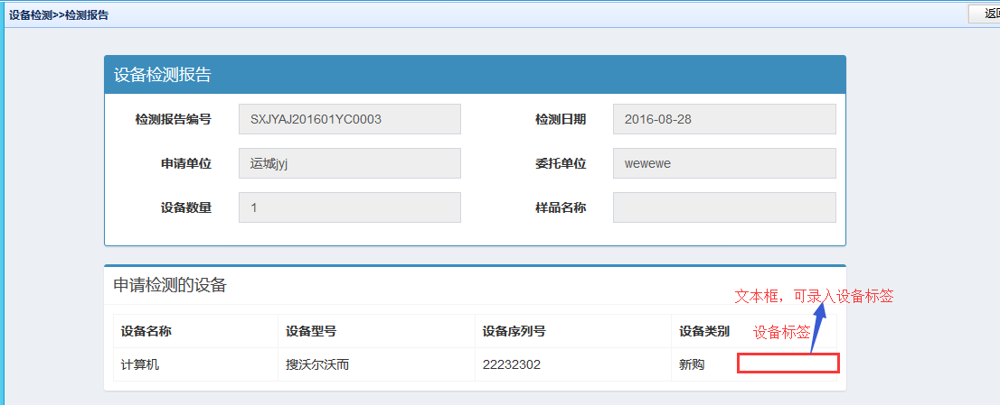 设备检测>>检测报告 返回
设备检测报告
检测报告编号 SXJYAJ201601YC0003 检测日期 2016-08-28
申请单位 运城jyj 委托单位 wewewe
设备数量 1 样品名称
申请检测的设备
文本框，可录入设备标签
设备名称 设备型号 设备序列号 设备类别 设备标签
计算机 搜沃尔沃而 22232302 新购